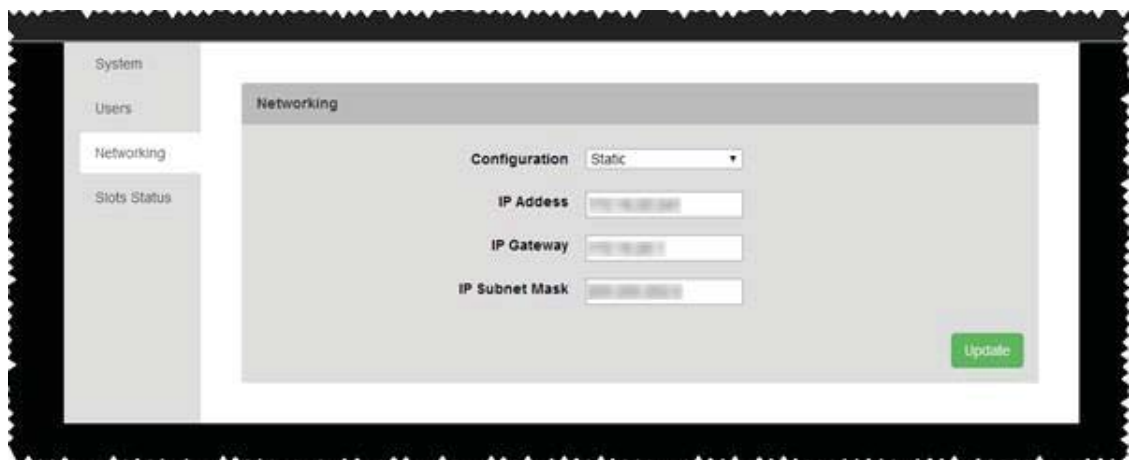 System
Users
Networking
Slots Status
Networking
Configuration Static
IP Addess
IP Gateway
IP Subnet Mask
Update